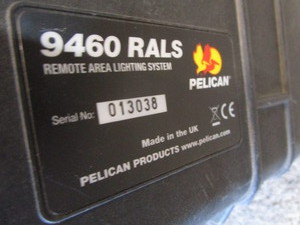 9460 RALS
REMOTE AREA LIGHTING SYSTEM
PELICAN
Serial No: 013038
Made in the UK
CE
PELICAN PRODUCTS www.pelican.com